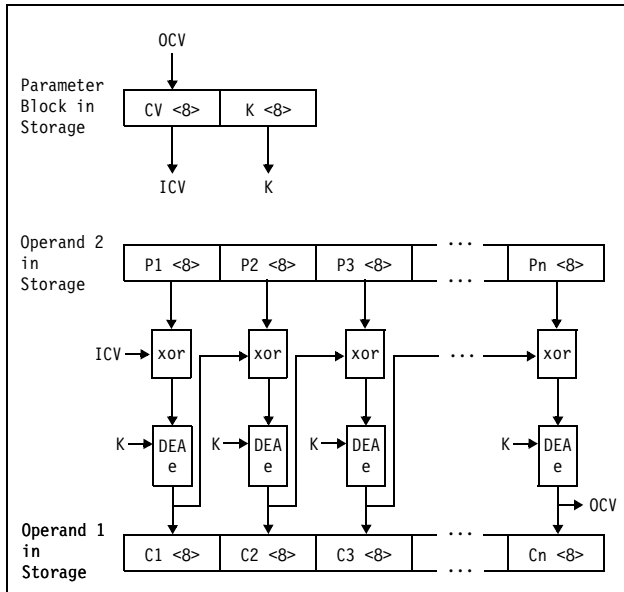 OCV
Parameter
Block in
Storage
CV <8> K <8>
ICV K
Operand 2
in
Storage
P1 <8> P2 <8> P3 <8> ... ... Pn <8>
ICV xor xor xor ... xor
K DEA e K DEA e K DEA e K DEA e
OCV
Operand 1
in
Storage
C1 <8> C2 <8> C3 <8> ... ... Cn <8>